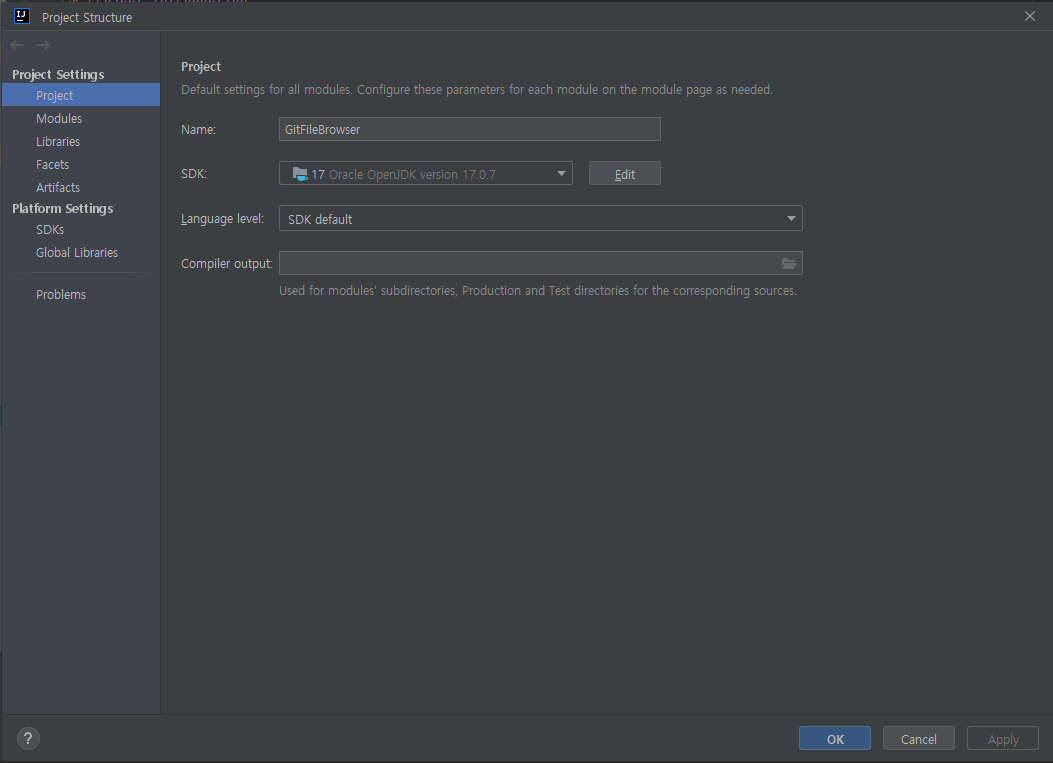 IJ
Project Structure
Project Settings
Project
Modules
Libraries
Facets
Artifacts
Platform Settings
SDKs
Global Libraries
Problems
Project
Default settings for all modules. Configure these parameters for each module on the module page as needed.
Name: GitFileBrowser
SDK: 17 Oracle OpenJDK version 17.0.7 Edit
Language level: SDK default
Compiler output:
Used for modules' subdirectories, Production and Test directories for the corresponding sources.
? OK Cancel Apply